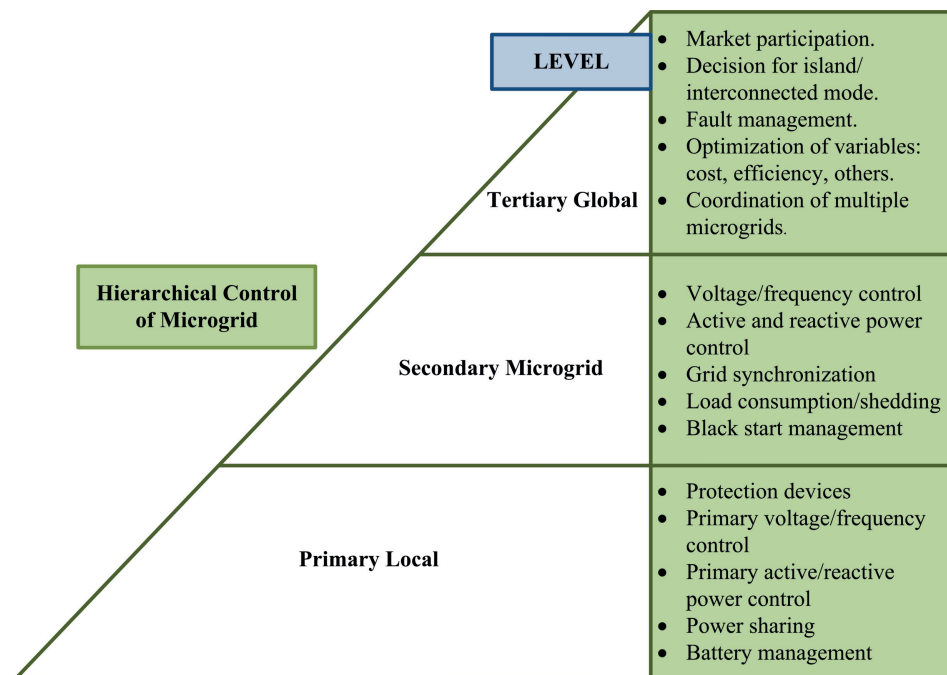 LEVEL
• Market participation.
• Decision for island/
interconnected mode.
• Fault management.
• Optimization of variables:
cost, efficiency, others.
• Coordination of multiple
microgrids.
Tertiary Global
Hierarchical Control
of Microgrid
Secondary Microgrid
• Voltage/frequency control
• Active and reactive power
control
• Grid synchronization
• Load consumption/shedding
• Black start management
Primary Local
• Protection devices
• Primary voltage/frequency
control
• Primary active/reactive
power control
• Power sharing
• Battery management